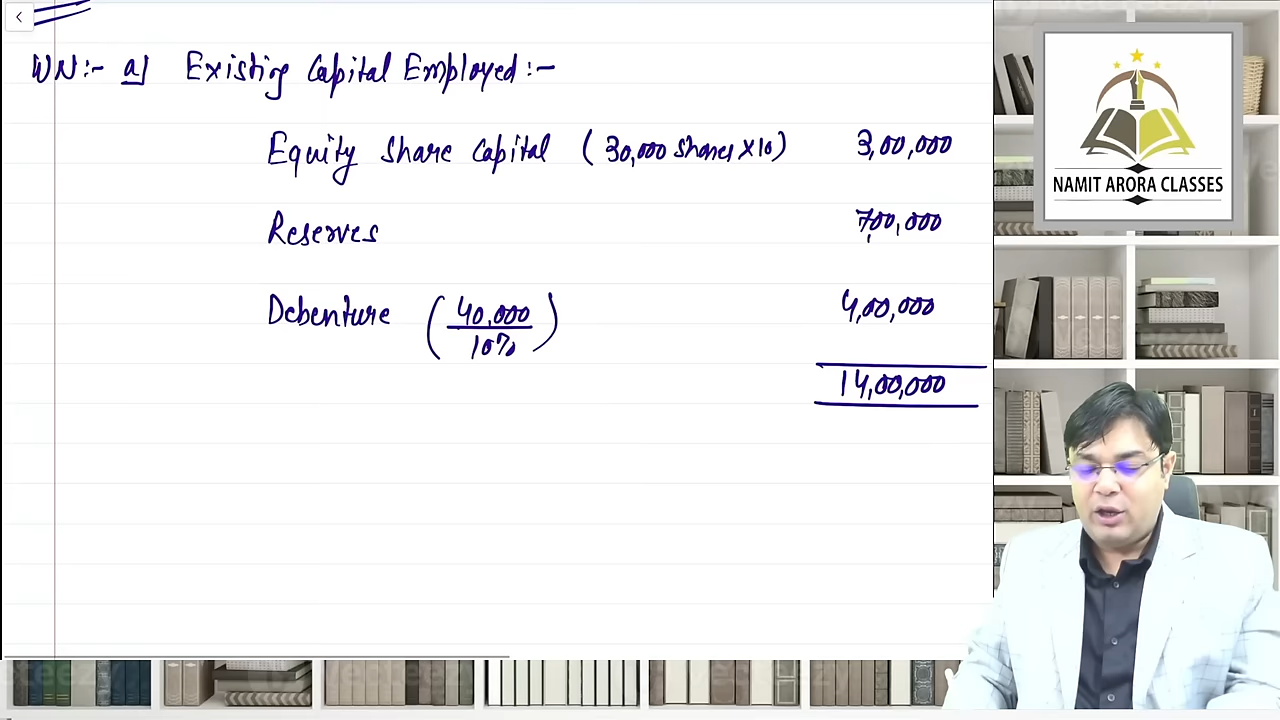 WN:- a) Existing Capital Employed :-
Equity Share Capital (30,000 shares × 10) 3,00,000
Reserves 7,00,000
Debenture (40,000 / 10%) 4,00,000
14,00,000
NAMIT ARORA CLASSES